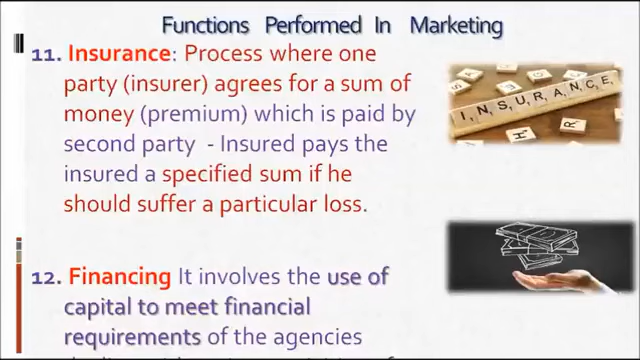 Functions Performed In Marketing
11. Insurance: Process where one
party (insurer) agrees for a sum of
money (premium) which is paid by
second party - Insured pays the
insured a specified sum if he
should suffer a particular loss.
INSURANCE
12. Financing It involves the use of
capital to meet financial
requirements of the agencies